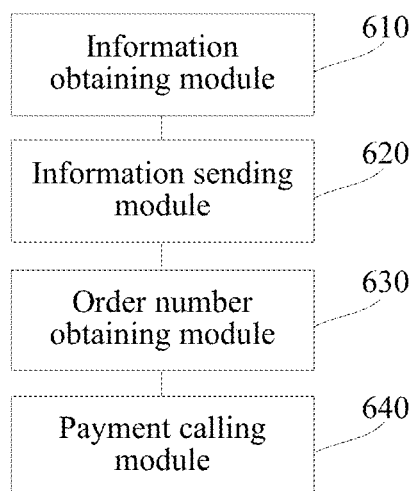 610
Information
obtaining module
620
Information sending
module
630
Order number
obtaining module
640
Payment calling
module